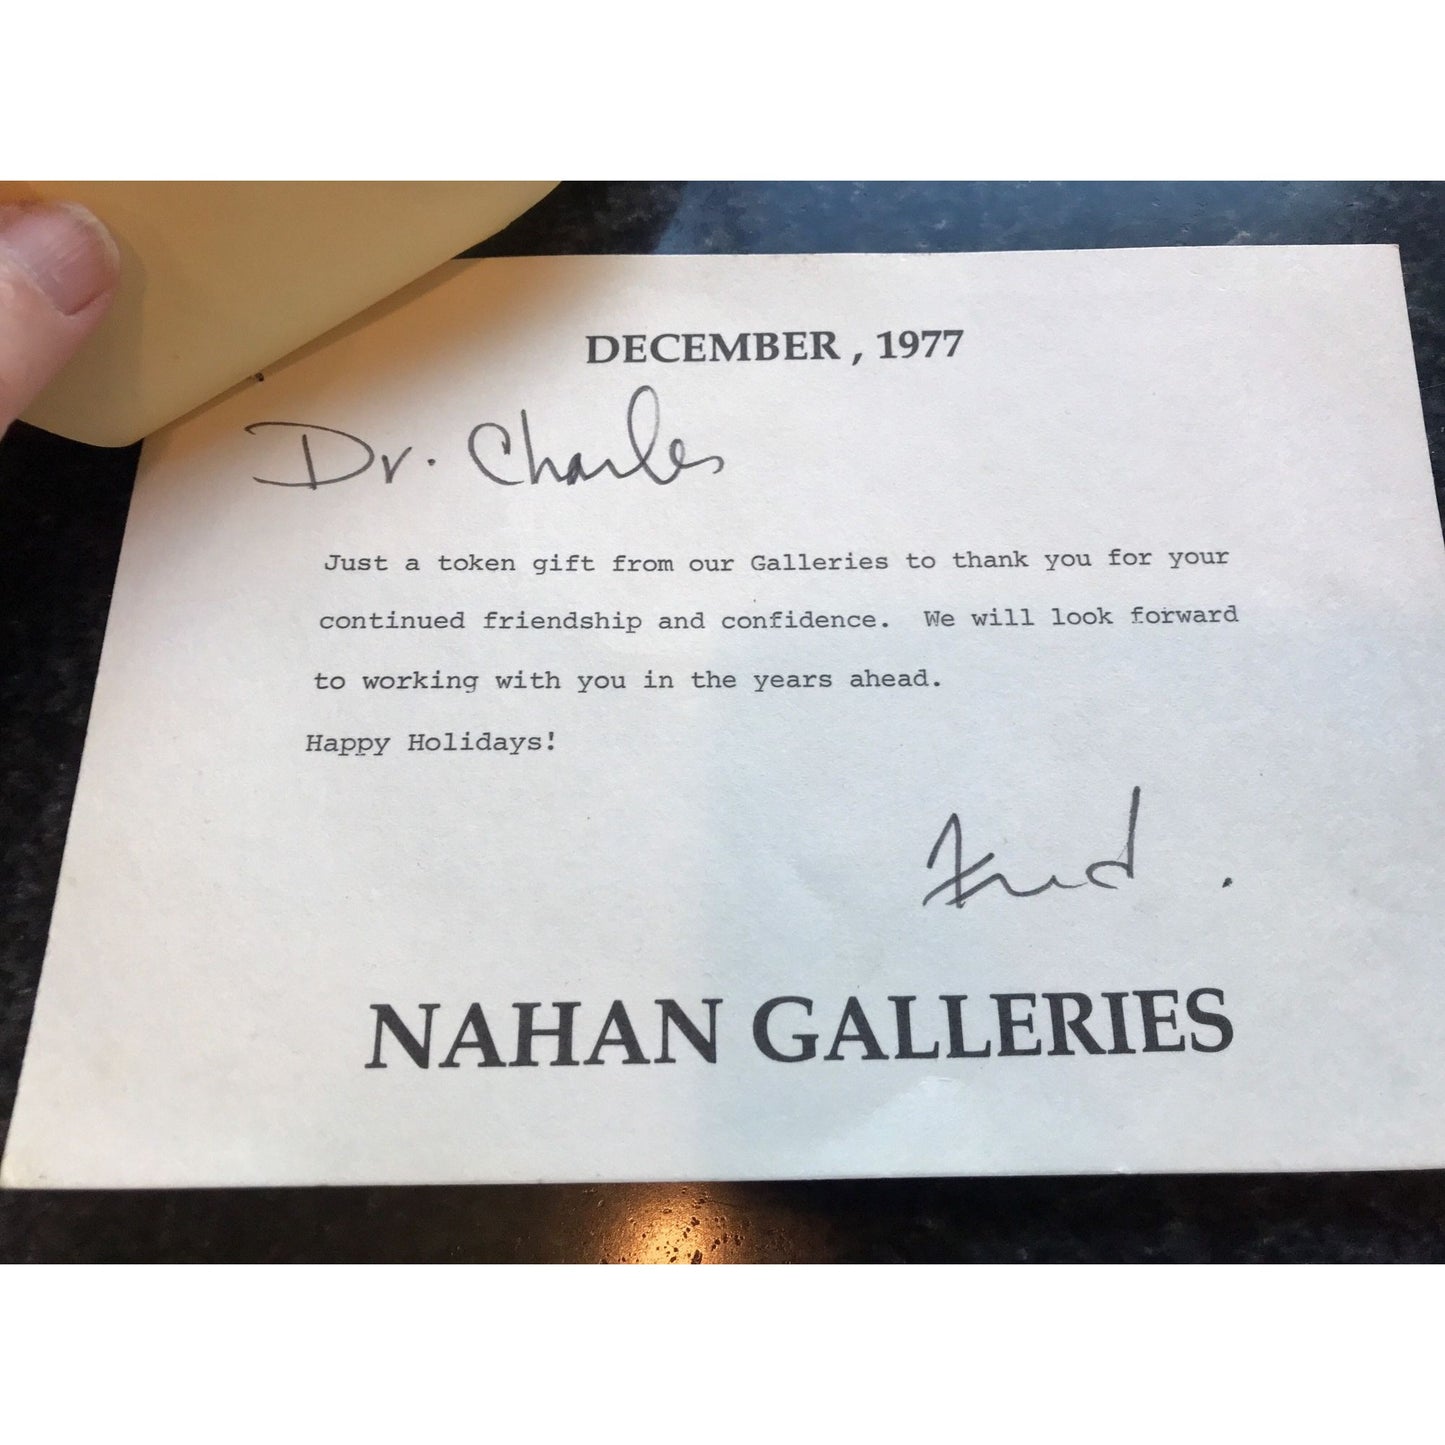 DECEMBER , 1977
Dr. Charles
Just a token gift from our Galleries to thank you for your
continued friendship and confidence.  We will look forward
to working with you in the years ahead.
Happy Holidays!
Fred.
NAHAN GALLERIES